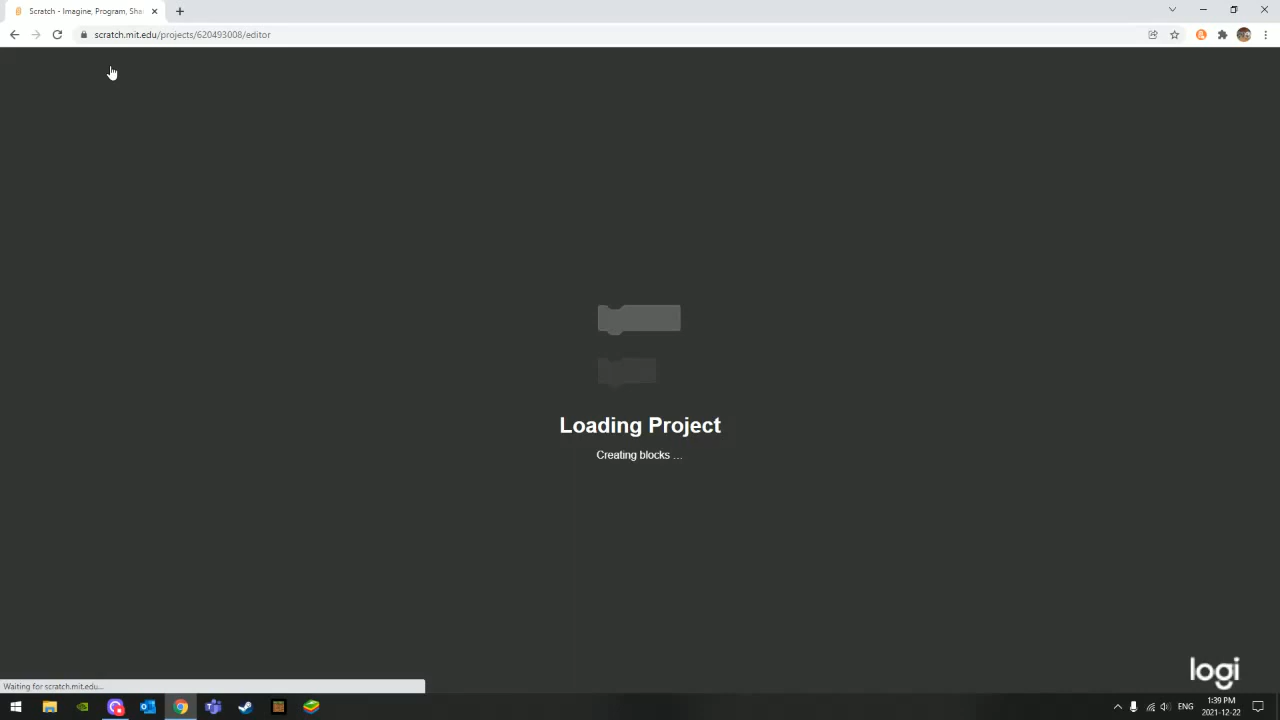 Scratch - Imagine, Program, Sha
scratch.mit.edu/projects/620493008/editor
Loading Project
Creating blocks …
logi
Waiting for scratch.mit.edu...
ENG
1:39 PM
2021-12-22